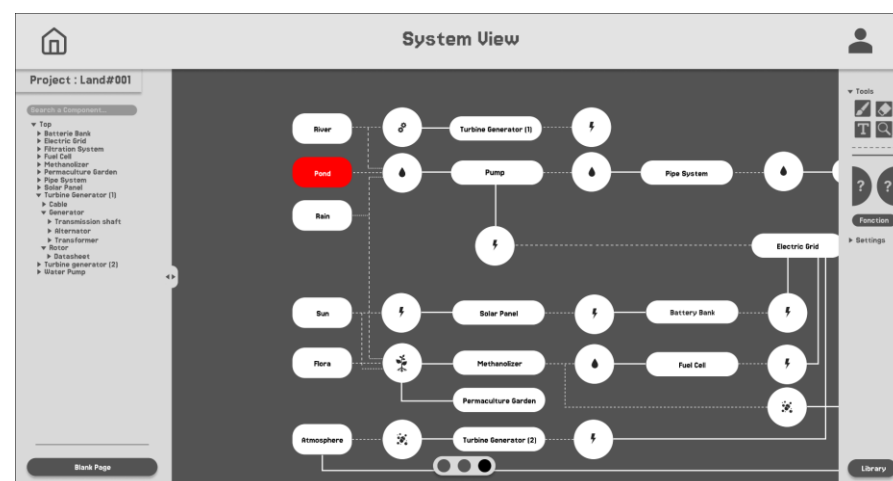 System View
Project : Land#001
Search a Component...
Top
Batterie Bank
Electric Grid
Filtration System
Fuel Cell
Methanolizer
Permaculture Garden
Pipe System
Solar Panel
Turbine Generator (1)
Cable
Generator
Transmission shaft
Alternator
Transformer
Rotor
Datasheet
Turbine generator (2)
Water Pump
Blank Page
River
Turbine Generator (1)
Pond
Pump
Pipe System
Rain
Electric Grid
Sun
Solar Panel
Battery Bank
Flora
Methanolizer
Fuel Cell
Permaculture Garden
Atmosphere
Turbine Generator (2)
Tools
T
? ?
Fonction
Settings
Library